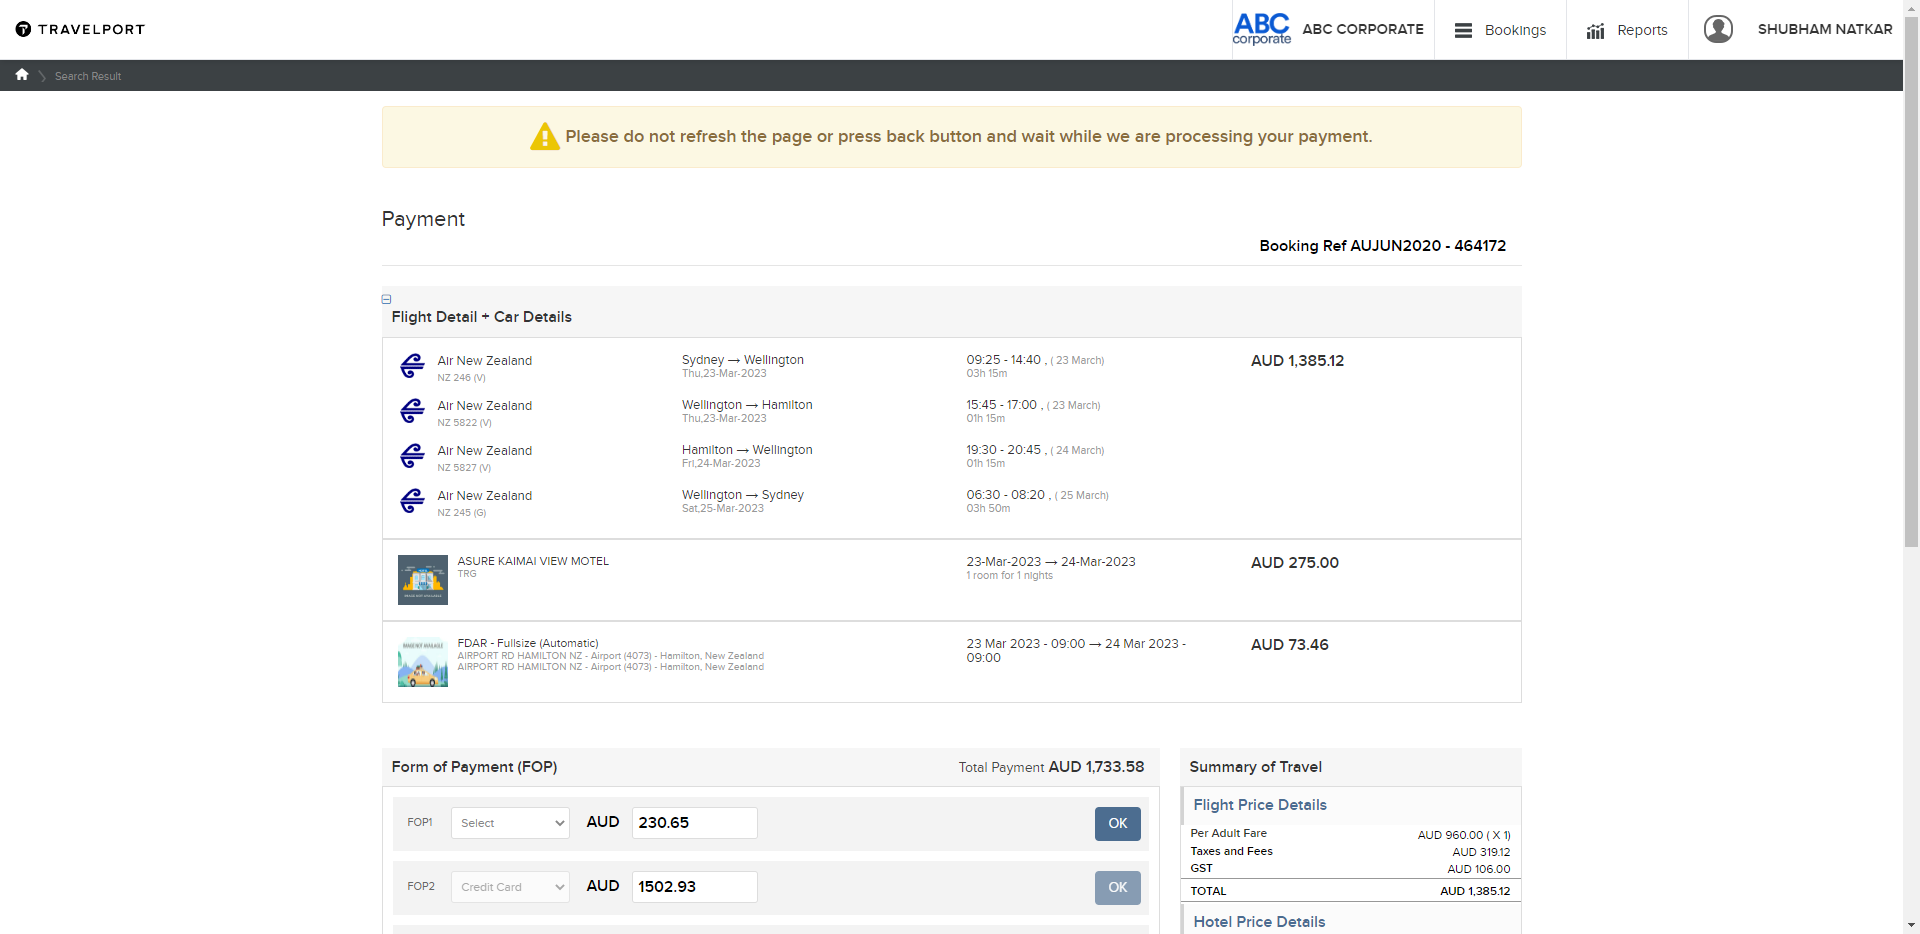 TRAVELPORT
ABC
corporate
ABC CORPORATE
Bookings
Reports
SHUBHAM NATKAR
Search Result
Please do not refresh the page or press back button and wait while we are processing your payment.
Payment
Booking Ref AUJUN2020 - 464172
Flight Detail + Car Details
Air New Zealand
NZ 246 (V)
Sydney → Wellington
Thu,23-Mar-2023
09:25 - 14:40 , ( 23 March)
03h 15m
AUD 1,385.12
Air New Zealand
NZ 5822 (V)
Wellington → Hamilton
Thu,23-Mar-2023
15:45 - 17:00 , ( 23 March)
01h 15m
Air New Zealand
NZ 5827 (V)
Hamilton → Wellington
Fri,24-Mar-2023
19:30 - 20:45 , ( 24 March)
01h 15m
Air New Zealand
NZ 245 (G)
Wellington → Sydney
Sat,25-Mar-2023
06:30 - 08:20 , ( 25 March)
03h 50m
ASURE KAIMAI VIEW MOTEL
TRG
23-Mar-2023 → 24-Mar-2023
1 room for 1 nights
AUD 275.00
FDAR - Fullsize (Automatic)
AIRPORT RD HAMILTON NZ - Airport (4073) - Hamilton, New Zealand
AIRPORT RD HAMILTON NZ - Airport (4073) - Hamilton, New Zealand
23 Mar 2023 - 09:00 → 24 Mar 2023 -
09:00
AUD 73.46
Form of Payment (FOP)
Total Payment AUD 1,733.58
FOP1
Select
AUD
230.65
OK
FOP2
Credit Card
AUD
1502.93
OK
Summary of Travel
Flight Price Details
Per Adult Fare
AUD 960.00 ( X 1)
Taxes and Fees
AUD 319.12
GST
AUD 106.00
TOTAL
AUD 1,385.12
Hotel Price Details